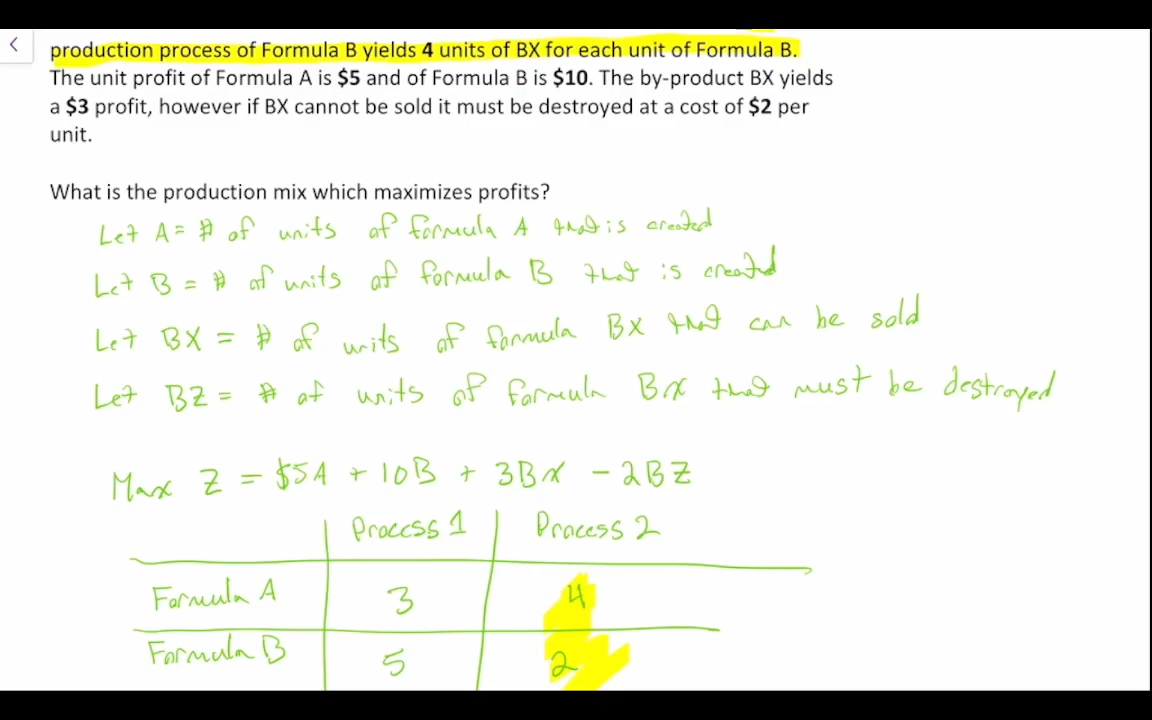 production process of Formula B yields 4 units of BX for each unit of Formula B.
The unit profit of Formula A is $5 and of Formula B is $10. The by-product BX yields
a $3 profit, however if BX cannot be sold it must be destroyed at a cost of $2 per
unit.
What is the production mix which maximizes profits?
Let A = # of units of formula A that is created
Let B = # of units of formula B that is created
Let BX = # of units of formula BX that can be sold
Let BZ = # of units of formula BX that must be destroyed
Max Z = $5A + 10B + 3BX - 2BZ
Process 1 Process 2
Formula A 3 4
Formula B 5 2